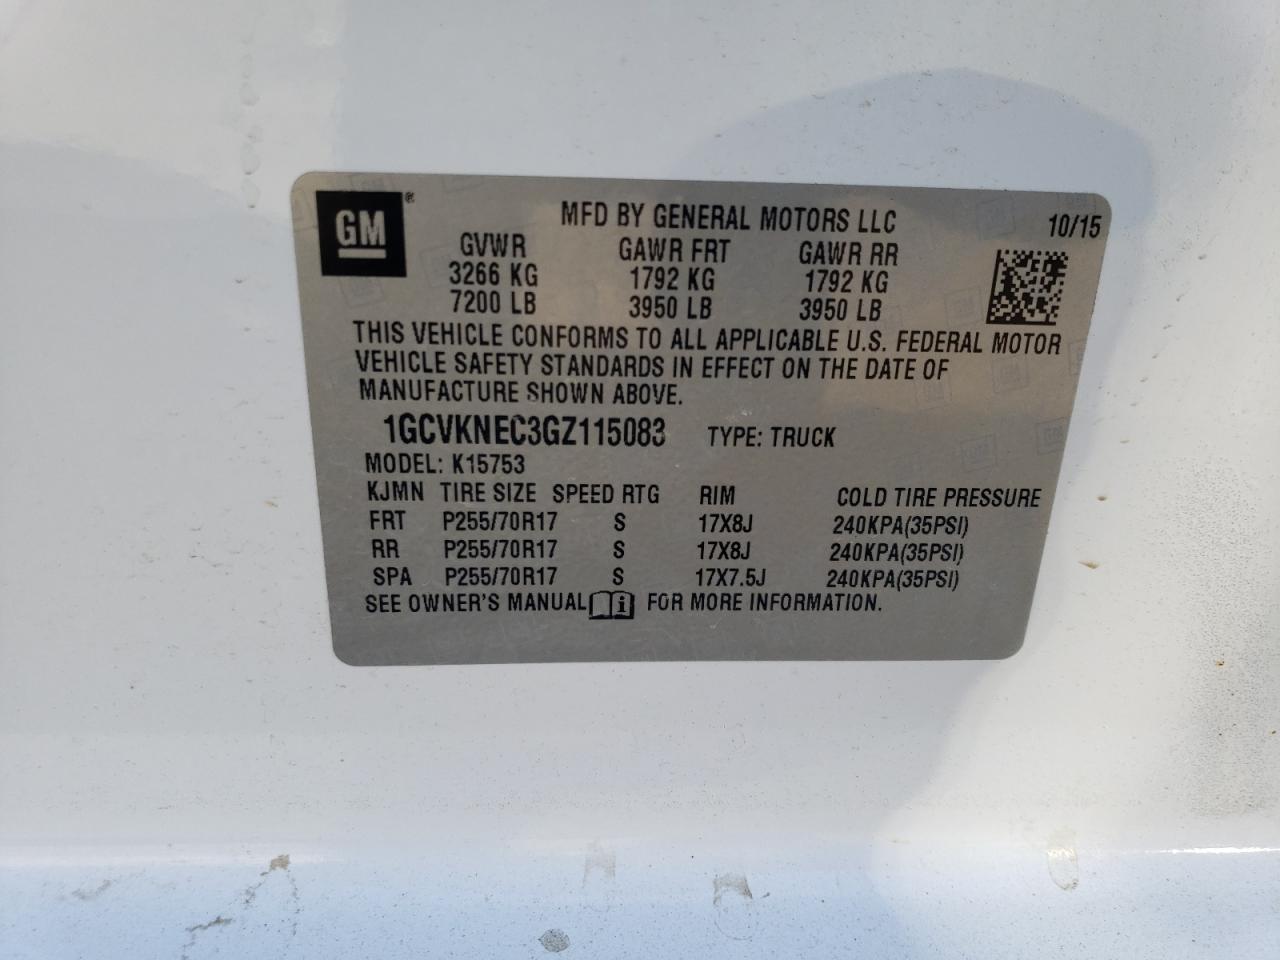 GM®
MFD BY GENERAL MOTORS LLC 10/15
GVWR GAWR FRT GAWR RR
3266 KG 1792 KG 1792 KG
7200 LB 3950 LB 3950 LB
THIS VEHICLE CONFORMS TO ALL APPLICABLE U.S. FEDERAL MOTOR
VEHICLE SAFETY STANDARDS IN EFFECT ON THE DATE OF
MANUFACTURE SHOWN ABOVE.
1GCVKNEC3GZ115083 TYPE: TRUCK
MODEL: K15753
KJMN TIRE SIZE SPEED RTG RIM COLD TIRE PRESSURE
FRT P255/70R17 S 17X8J 240KPA(35PSI)
RR P255/70R17 S 17X8J 240KPA(35PSI)
SPA P255/70R17 S 17X7.5J 240KPA(35PSI)
SEE OWNER'S MANUAL i FOR MORE INFORMATION.